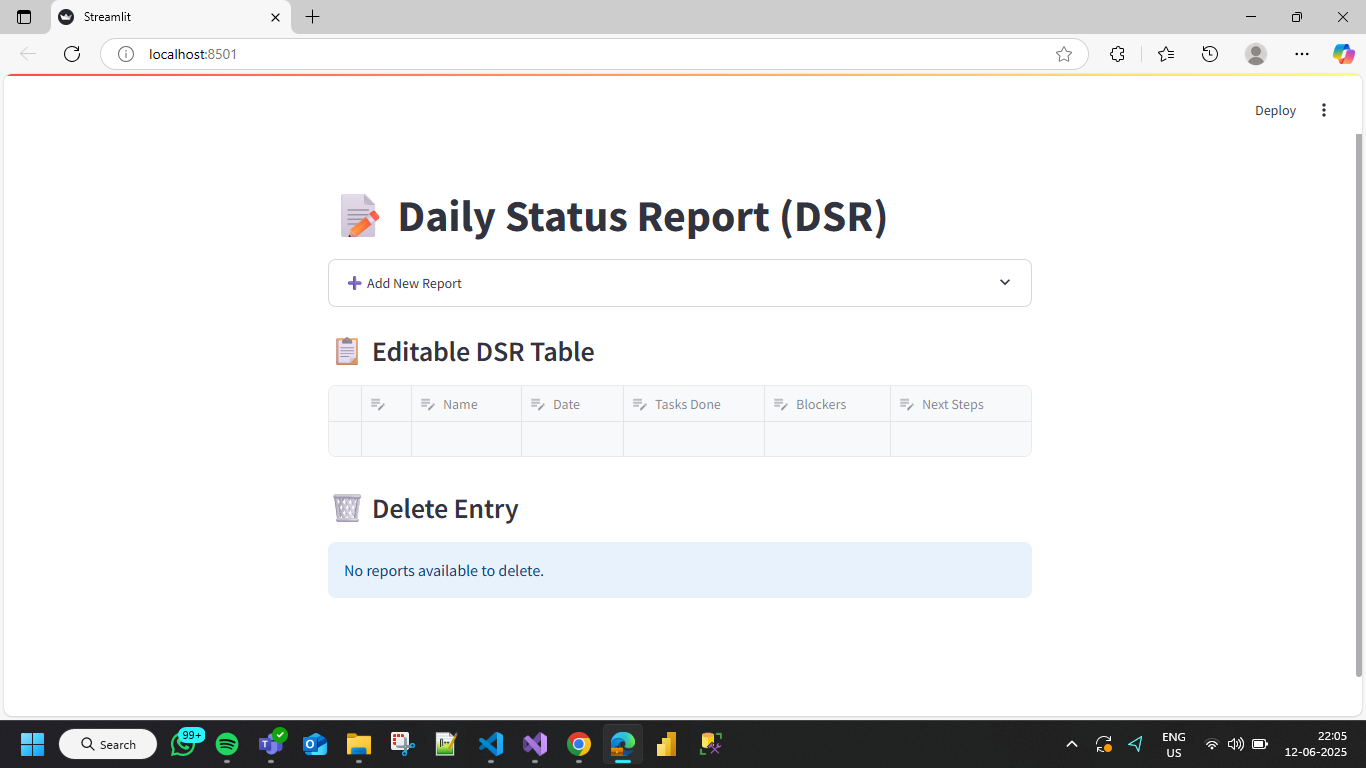 Streamlit
localhost:8501
Deploy
Daily Status Report (DSR)
Add New Report
Editable DSR Table
Name Date Tasks Done Blockers Next Steps
Delete Entry
No reports available to delete.
Search
99+
ENG
US
22:05
12-06-2025